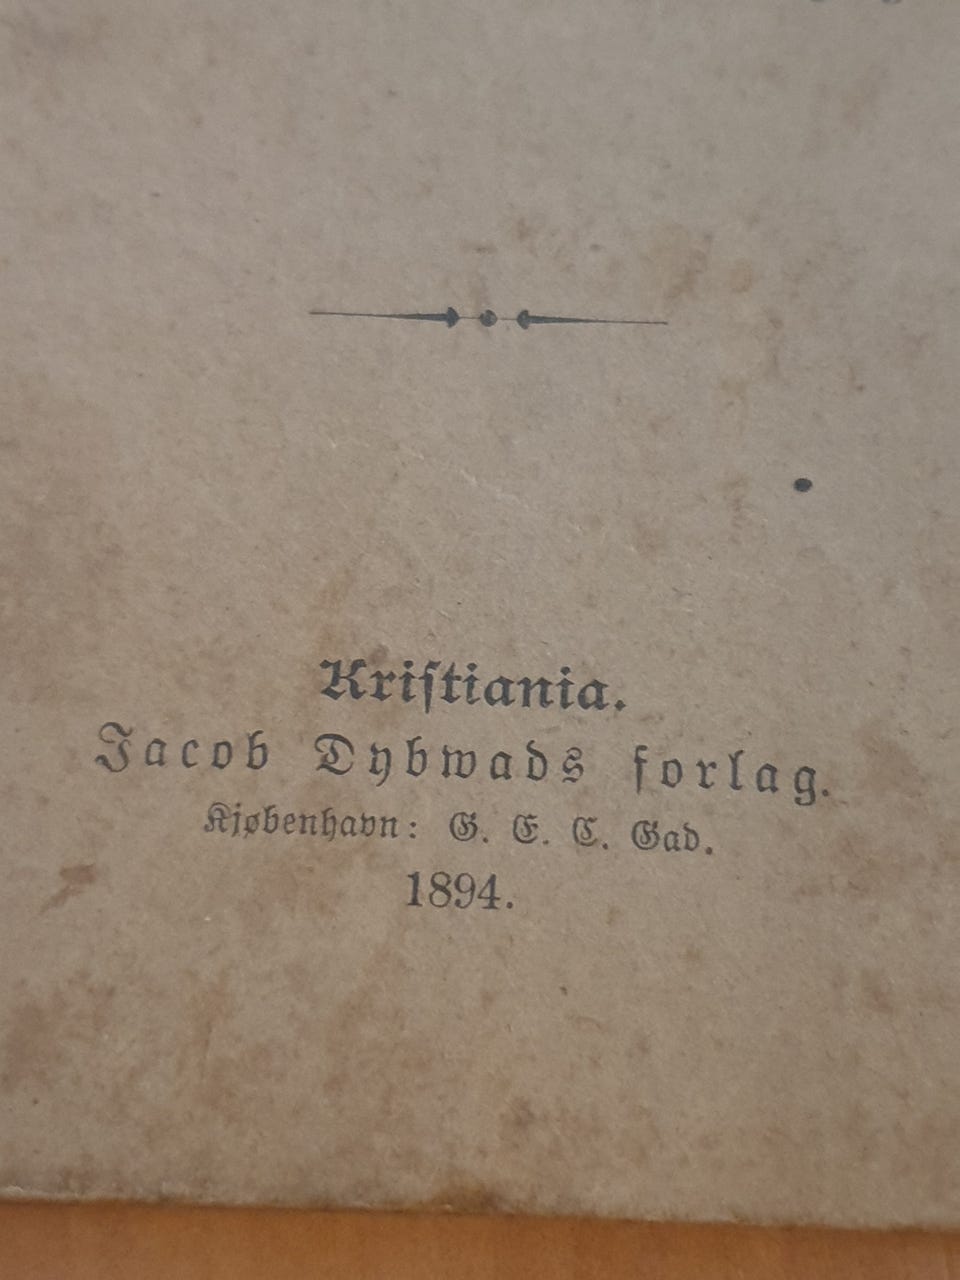 Kristiania.
Jacob Dybwads forlag.
Kjøbenhavn: G. E. C. Gad.
1894.